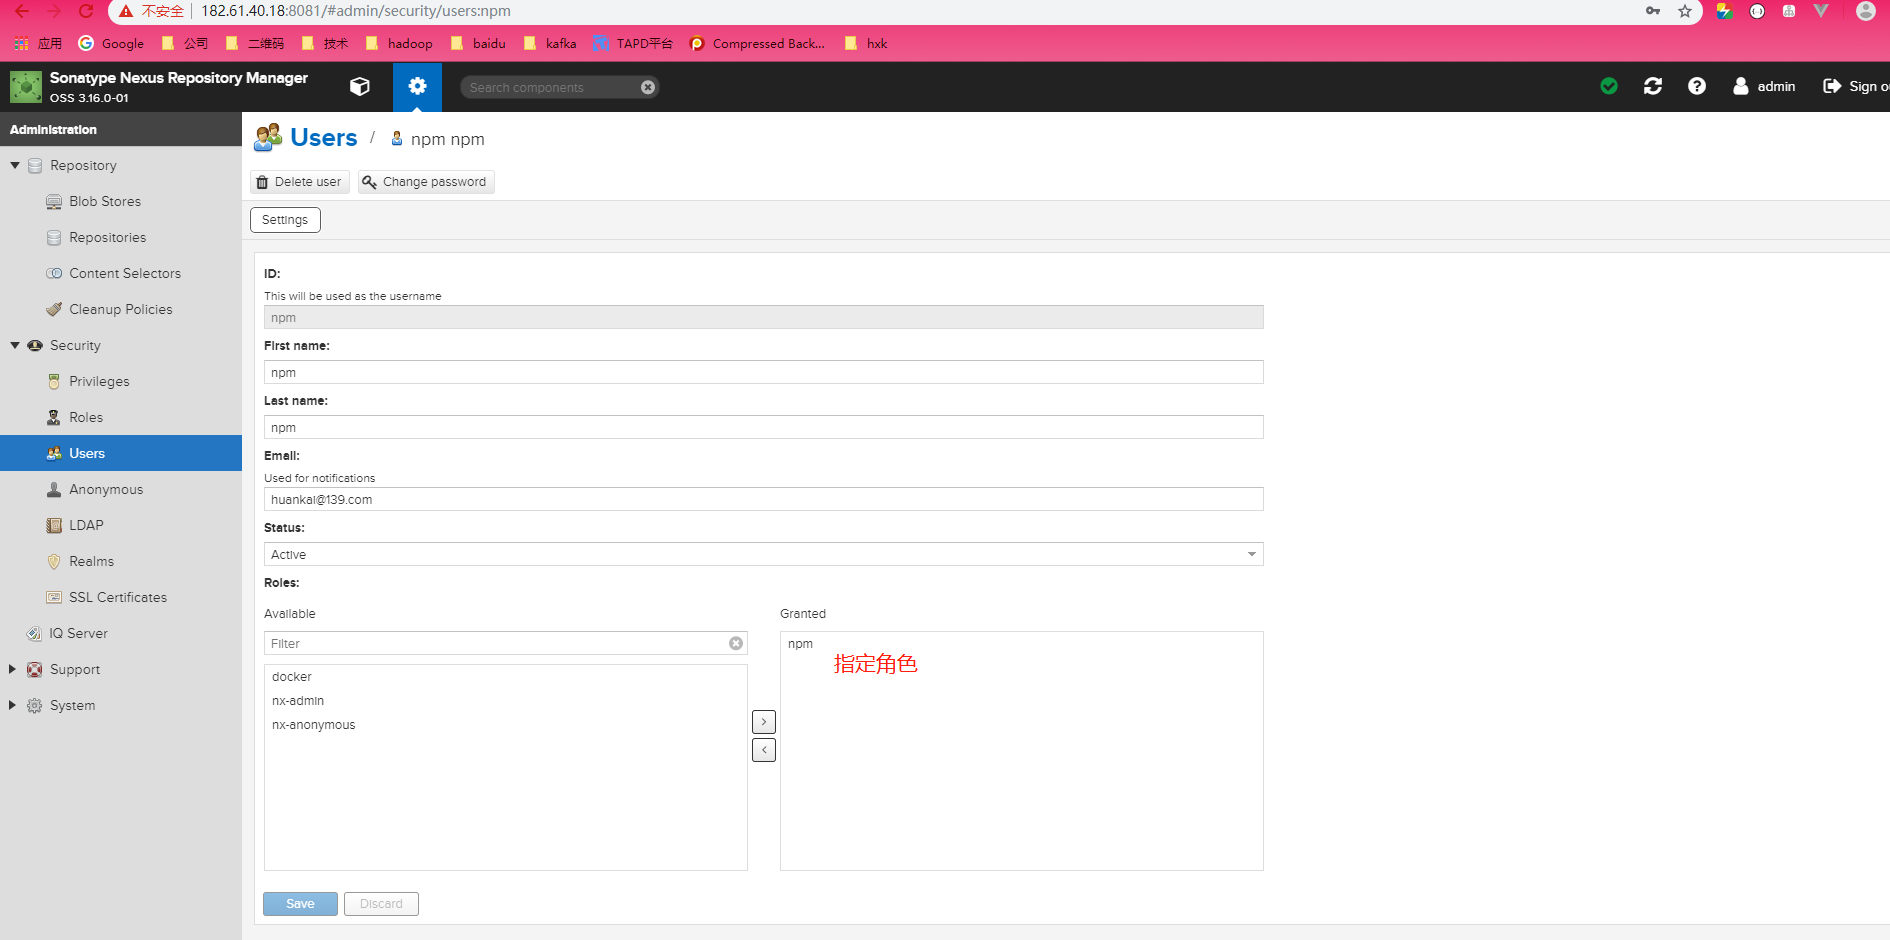 不安全 182.61.40.18:8081/#admin/security/users:npm
应用 Google 公司 二维码 技术 hadoop baidu kafka TAPD平台 Compressed Back... hxk
Sonatype Nexus Repository Manager
OSS 3.16.0-01
Search components
admin
Sign o
Administration
Users / npm npm
Repository
Delete user Change password
Blob Stores
Settings
Repositories
Content Selectors
Cleanup Policies
Security
Privileges
Roles
Users
Anonymous
LDAP
Realms
SSL Certificates
IQ Server
Support
System
ID:
This will be used as the username
npm
First name:
npm
Last name:
npm
Email:
Used for notifications
huankai@139.com
Status:
Active
Roles:
Available
Filter
docker
nx-admin
nx-anonymous
Granted
npm
指定角色
Save Discard